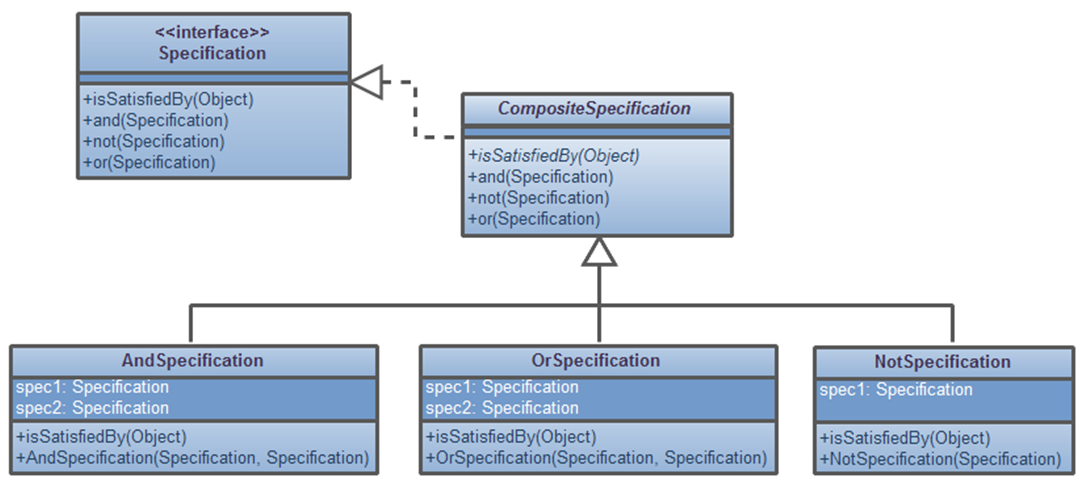 <<interface>>
Specification
+isSatisfiedBy(Object)
+and(Specification)
+not(Specification)
+or(Specification)
CompositeSpecification
+isSatisfiedBy(Object)
+and(Specification)
+not(Specification)
+or(Specification)
AndSpecification
spec1: Specification
spec2: Specification
+isSatisfiedBy(Object)
+AndSpecification(Specification, Specification)
OrSpecification
spec1: Specification
spec2: Specification
+isSatisfiedBy(Object)
+OrSpecification(Specification, Specification)
NotSpecification
spec1: Specification
+isSatisfiedBy(Object)
+NotSpecification(Specification)